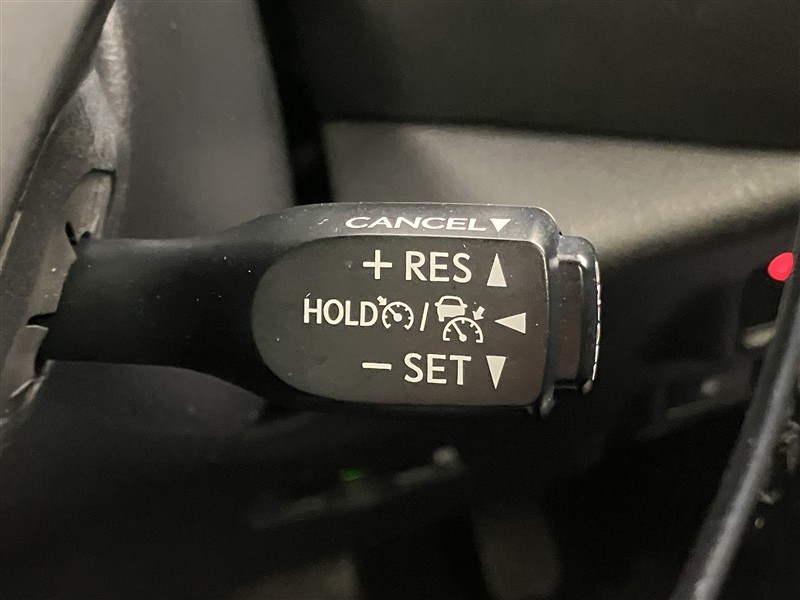 CANCEL▼
+ RES ▲
HOLD / ◀
− SET ▼